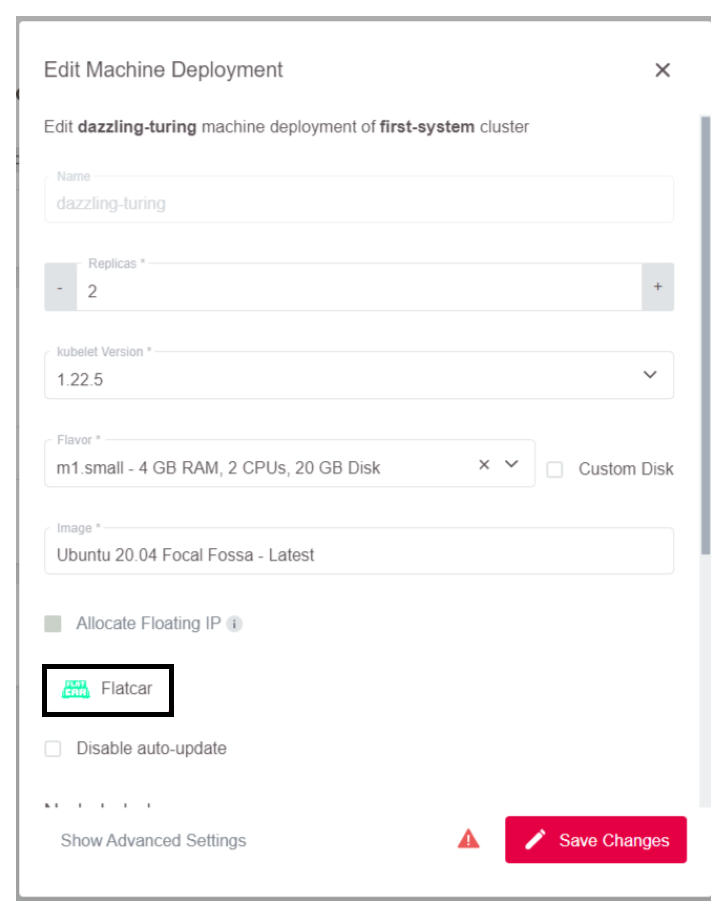 Edit Machine Deployment
Edit dazzling-turing machine deployment of first-system cluster
Name
dazzling-turing
Replicas *
- 2 +
kubelet Version *
1.22.5
Flavor *
m1.small - 4 GB RAM, 2 CPUs, 20 GB Disk
Custom Disk
Image *
Ubuntu 20.04 Focal Fossa - Latest
Allocate Floating IP i
FLAT
CAR
Flatcar
Disable auto-update
Show Advanced Settings
Save Changes